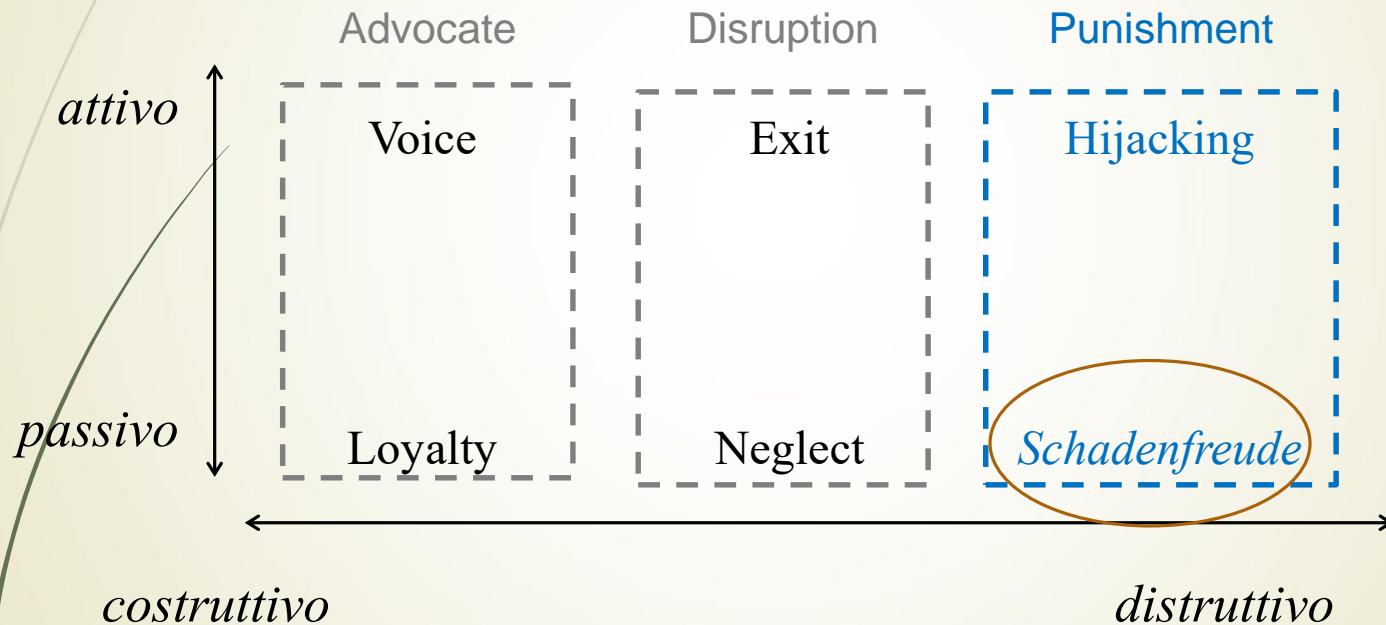 Advocate Disruption Punishment
attivo Voice Exit Hijacking
passivo Loyalty Neglect Schadenfreude
costruttivo distruttivo